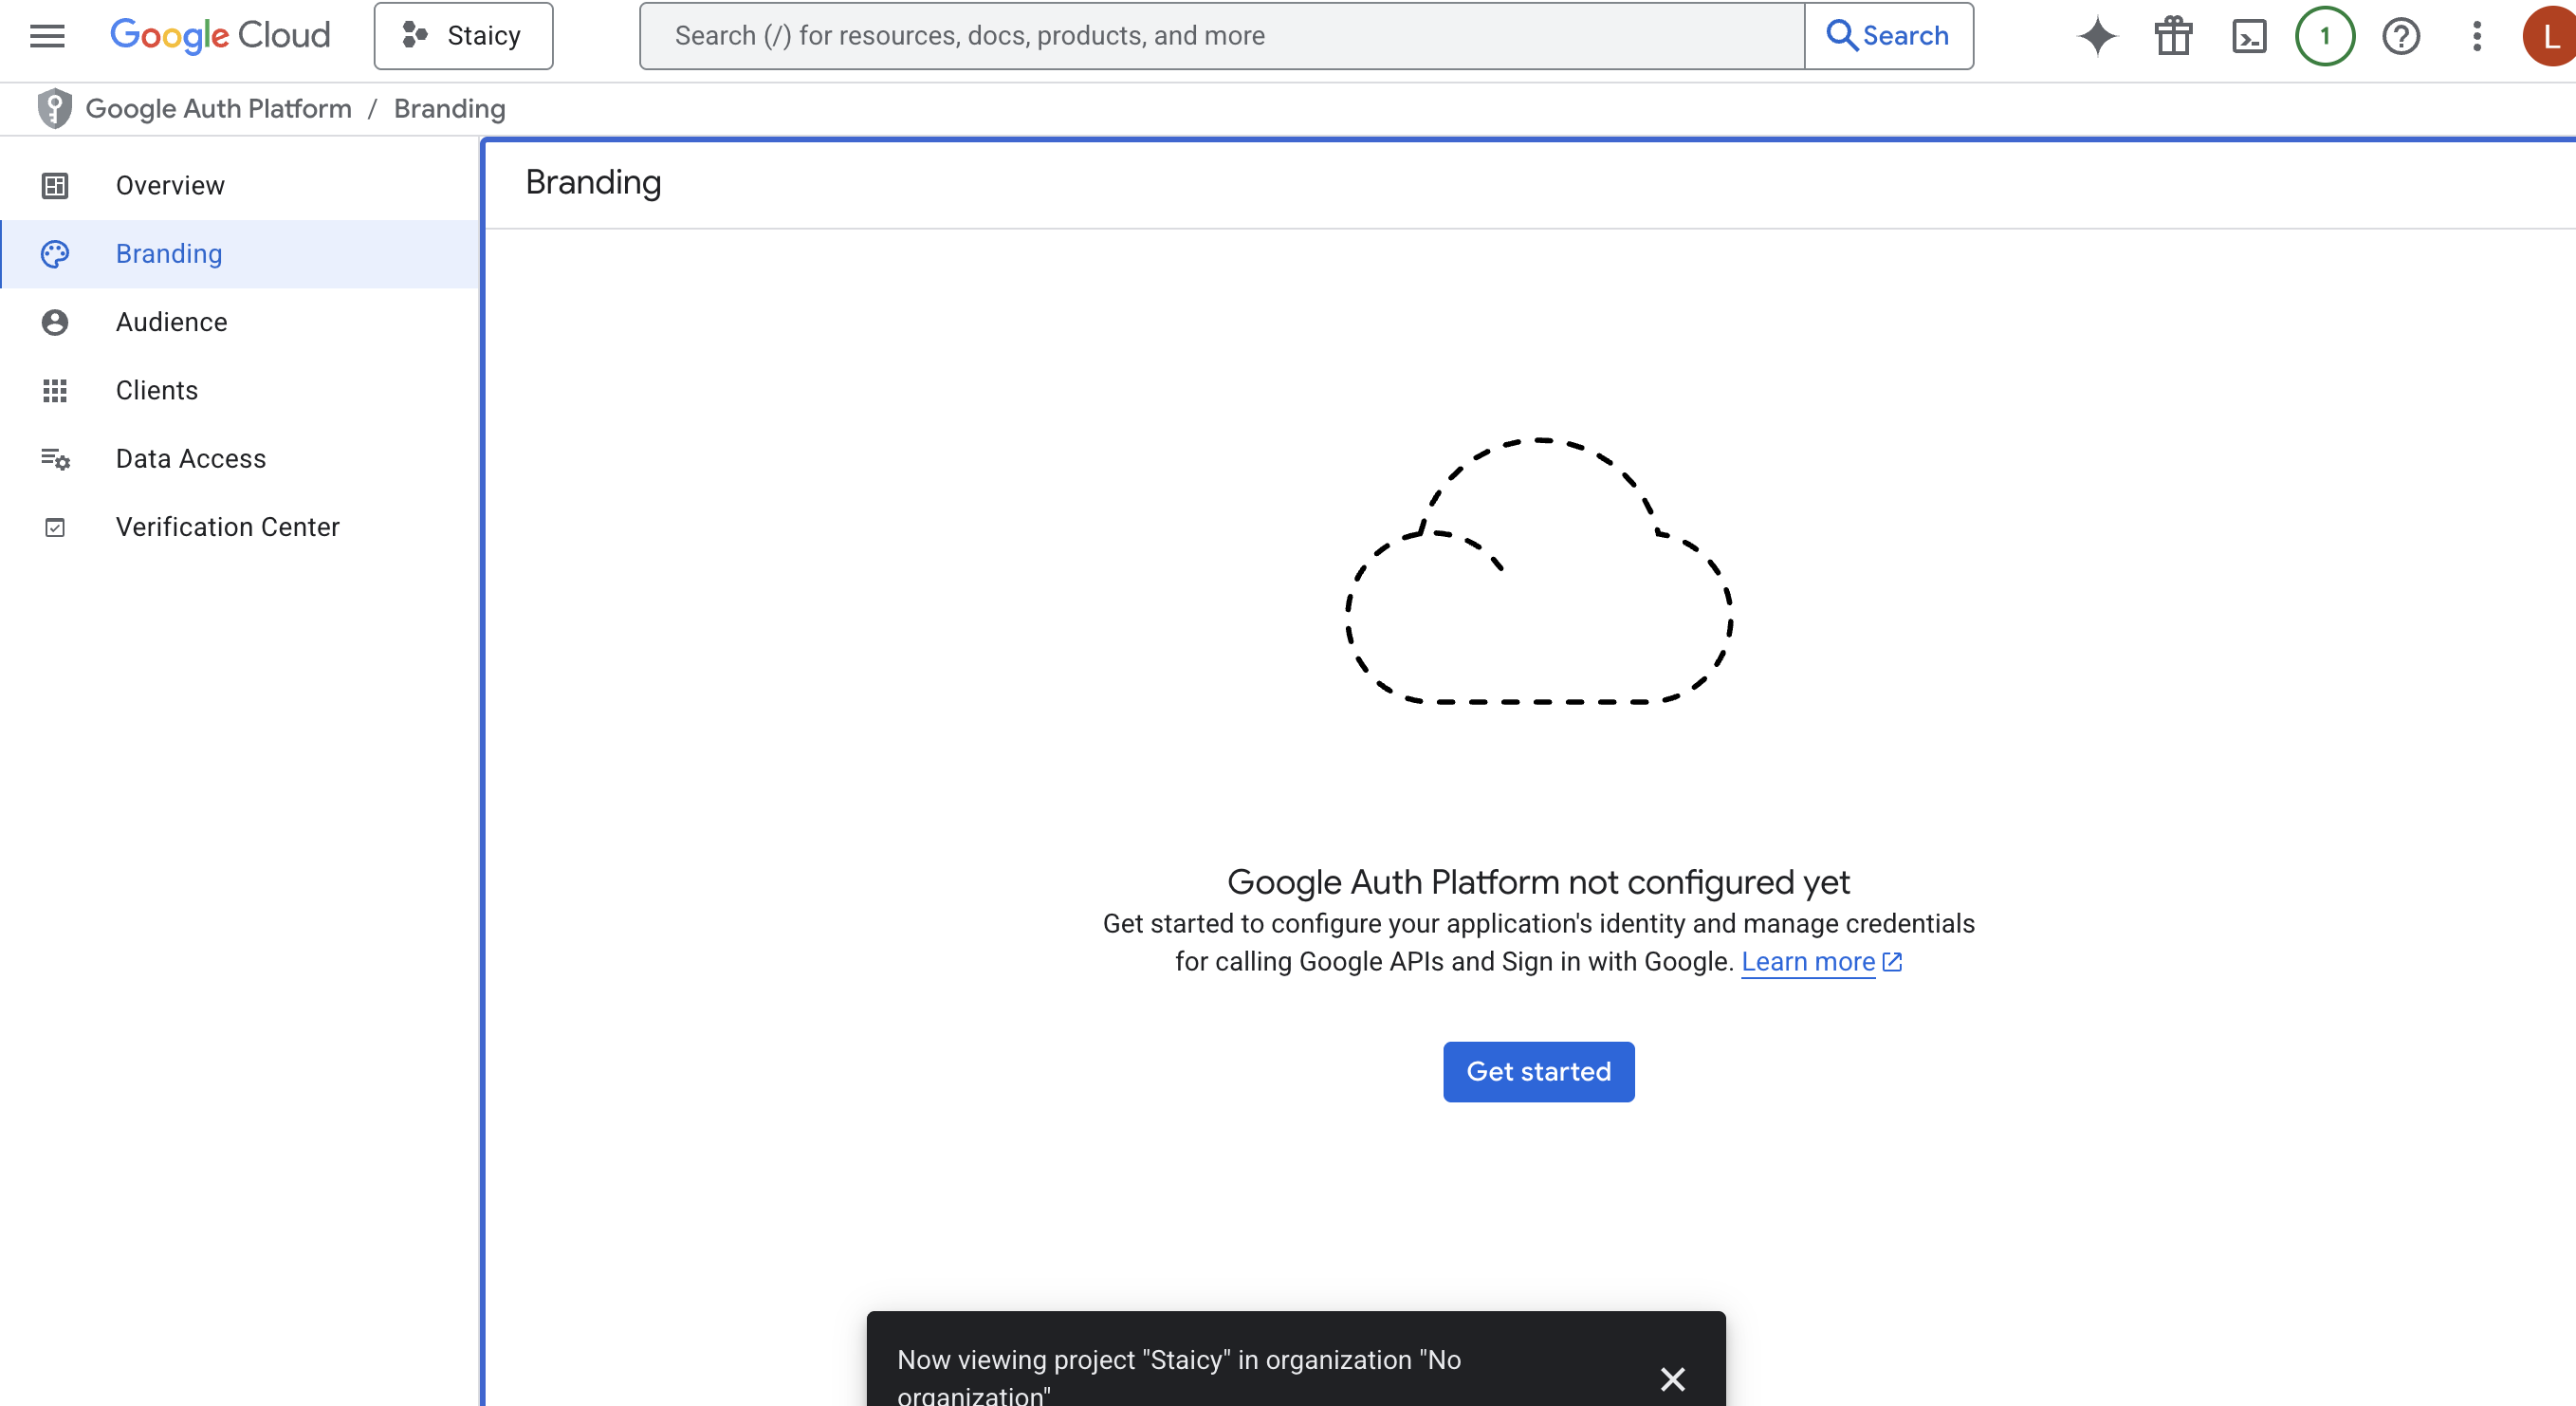 Google Cloud
Staicy
Search (/) for resources, docs, products, and more
Search
1
L
Google Auth Platform / Branding
Overview
Branding
Audience
Clients
Data Access
Verification Center
Branding
Google Auth Platform not configured yet
Get started to configure your application's identity and manage credentials
for calling Google APIs and Sign in with Google. Learn more
Get started
Now viewing project "Staicy" in organization "No
organization"